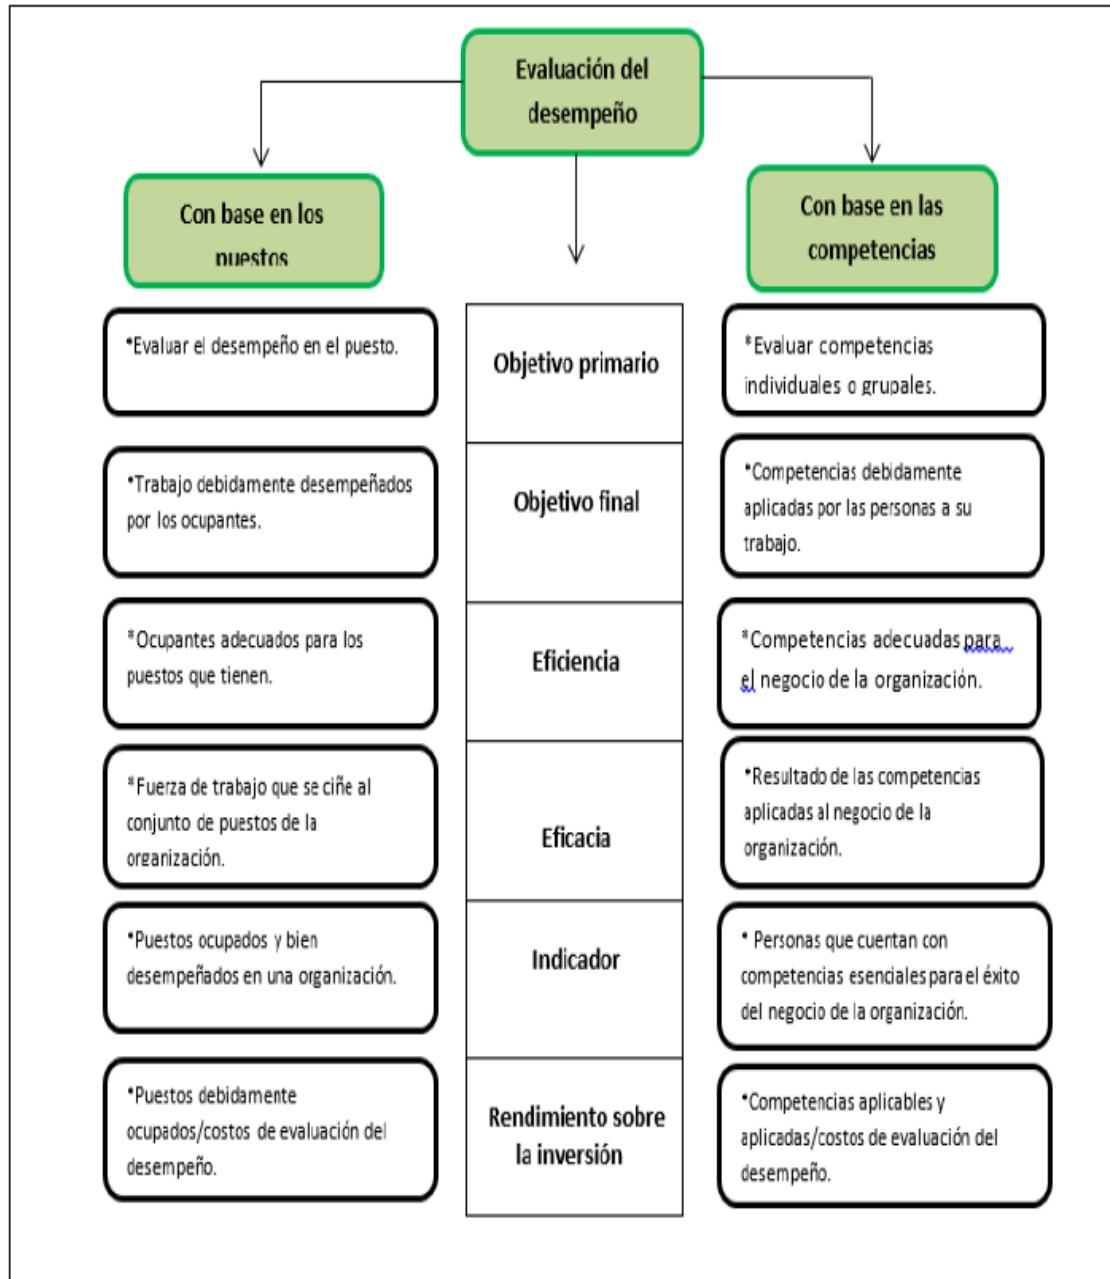 Evaluación del
desempeño
Con base en los
puestos
Con base en las
competencias
*Evaluar el desempeño en el puesto.
Objetivo primario
*Evaluar competencias
individuales o grupales.
*Trabajo debidamente desempeñados
por los ocupantes.
Objetivo final
*Competencias debidamente
aplicadas por las personas a su
trabajo.
*Ocupantes adecuados para los
puestos que tienen.
Eficiencia
*Competencias adecuadas para
el negocio de la organización.
*Fuerza de trabajo que se ciñe al
conjunto de puestos de la
organización.
Eficacia
*Resultado de las competencias
aplicadas al negocio de la
organización.
*Puestos ocupados y bien
desempeñados en una organización.
Indicador
* Personas que cuentan con
competencias esenciales para el éxito
del negocio de la organización.
*Puestos debidamente
ocupados/costos de evaluación del
desempeño.
Rendimiento sobre
la inversión
*Competencias aplicables y
aplicadas/costos de evaluación del
desempeño.